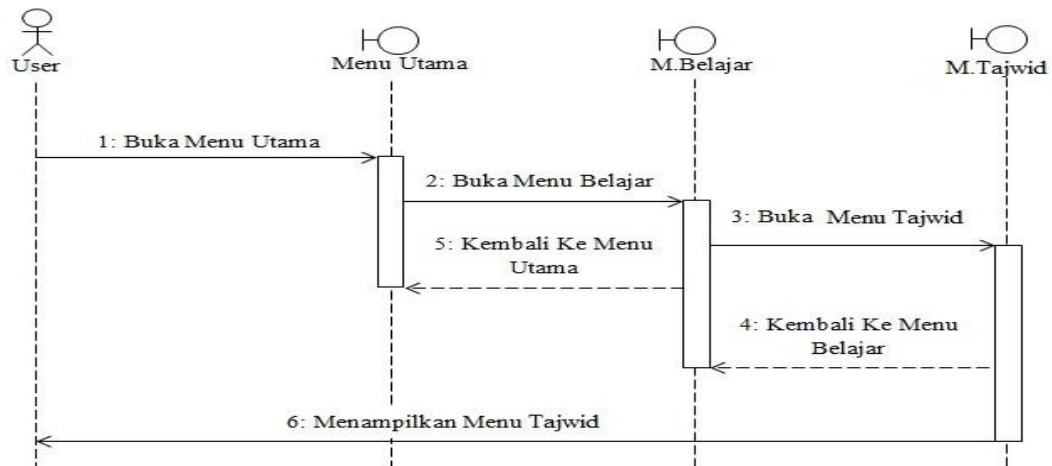 User
Menu Utama
M.Belajar
M.Tajwid
1: Buka Menu Utama
2: Buka Menu Belajar
3: Buka Menu Tajwid
5: Kembali Ke Menu
Utama
4: Kembali Ke Menu
Belajar
6: Menampilkan Menu Tajwid